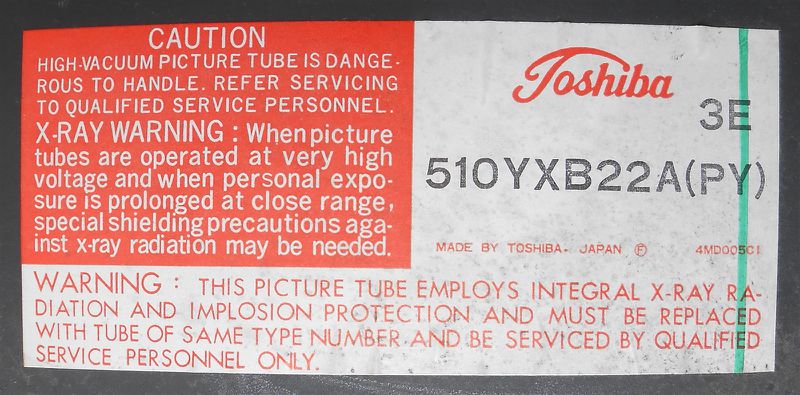 CAUTION
HIGH-VACUUM PICTURE TUBE IS DANGE-
ROUS TO HANDLE. REFER SERVICING
TO QUALIFIED SERVICE PERSONNEL.
X-RAY WARNING : When picture
tubes are operated at very high
voltage and when personal expo-
sure is prolonged at close range,
special shielding precautions aga-
inst x-ray radiation may be needed.
Toshiba
3E
510YXB22A(PY)
MADE BY TOSHIBA. JAPAN Ⓕ 4MD005C1
WARNING : THIS PICTURE TUBE EMPLOYS INTEGRAL X-RAY RA-
DIATION AND IMPLOSION PROTECTION AND MUST BE REPLACED
WITH TUBE OF SAME TYPE NUMBER AND BE SERVICED BY QUALIFIED
SERVICE PERSONNEL ONLY.